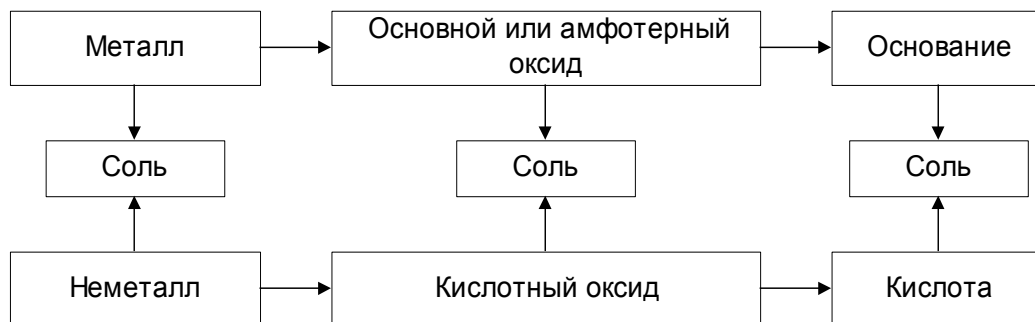 Металл
Основной или амфотерный
оксид
Основание
Соль
Соль
Соль
Неметалл
Кислотный оксид
Кислота